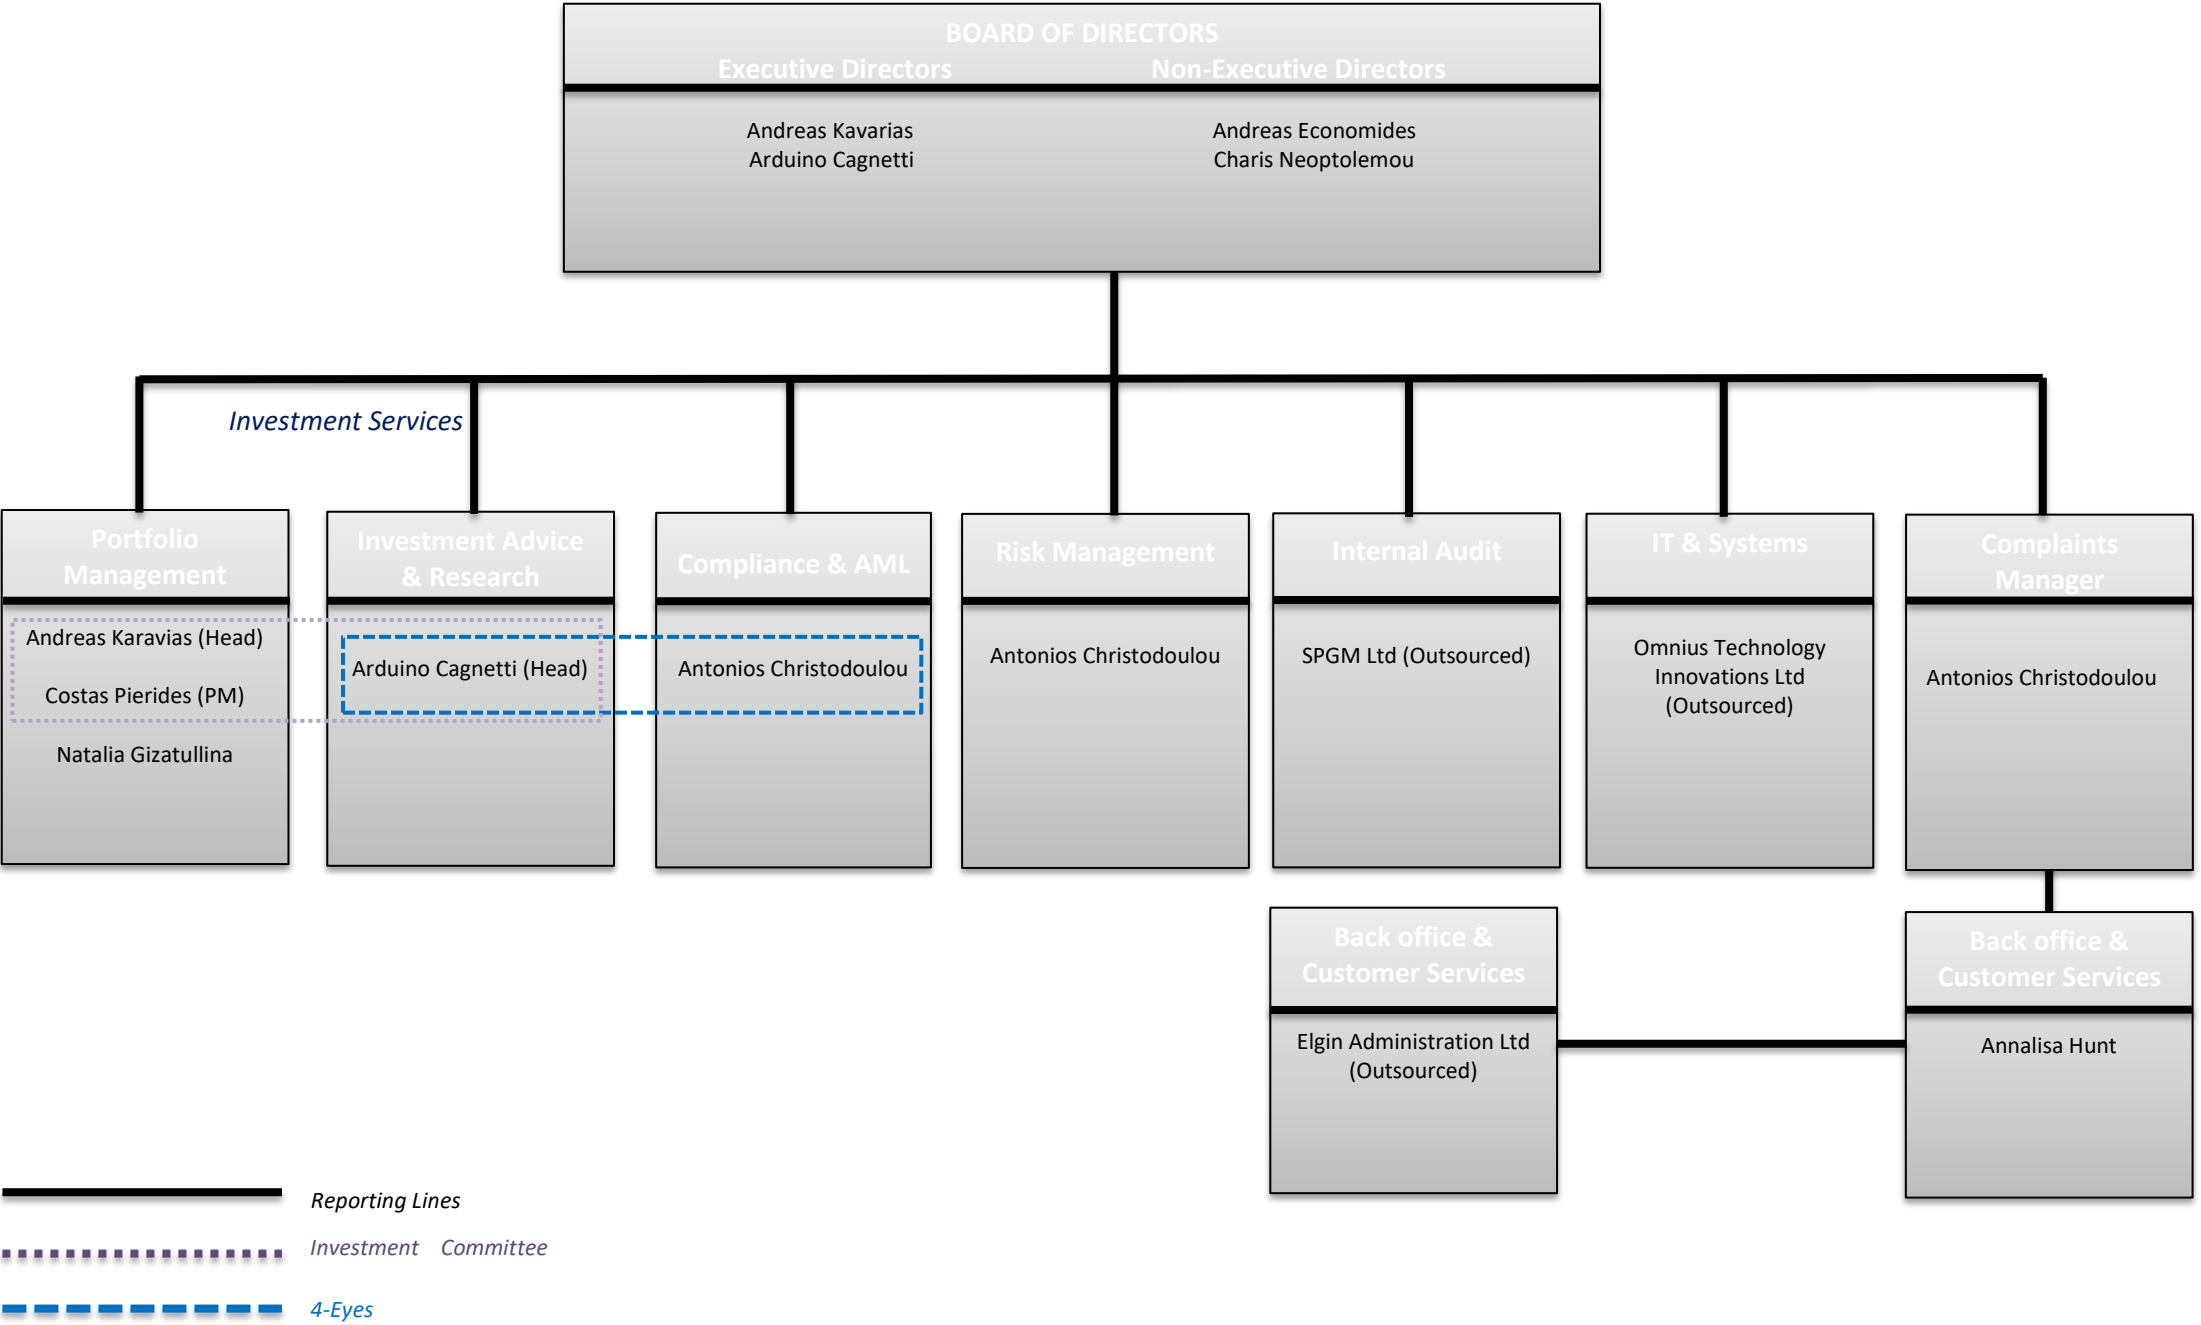 BOARD OF DIRECTORS
Executive Directors
Non-Executive Directors
Andreas Kavarias
Arduino Cagnetti
Andreas Economides
Charis Neoptolemou
Investment Services
Portfolio
Management
Andreas Karavias (Head)
Costas Pierides (PM)
Natalia Gizatullina
Investment Advice
& Research
Arduino Cagnetti (Head)
Compliance & AML
Antonios Christodoulou
Risk Management
Antonios Christodoulou
Internal Audit
SPGM Ltd (Outsourced)
IT & Systems
Omnius Technology
Innovations Ltd
(Outsourced)
Complaints
Manager
Antonios Christodoulou
Back office &
Customer Services
Elgin Administration Ltd
(Outsourced)
Back office &
Customer Services
Annalisa Hunt
Reporting Lines
Investment Committee
4-Eyes